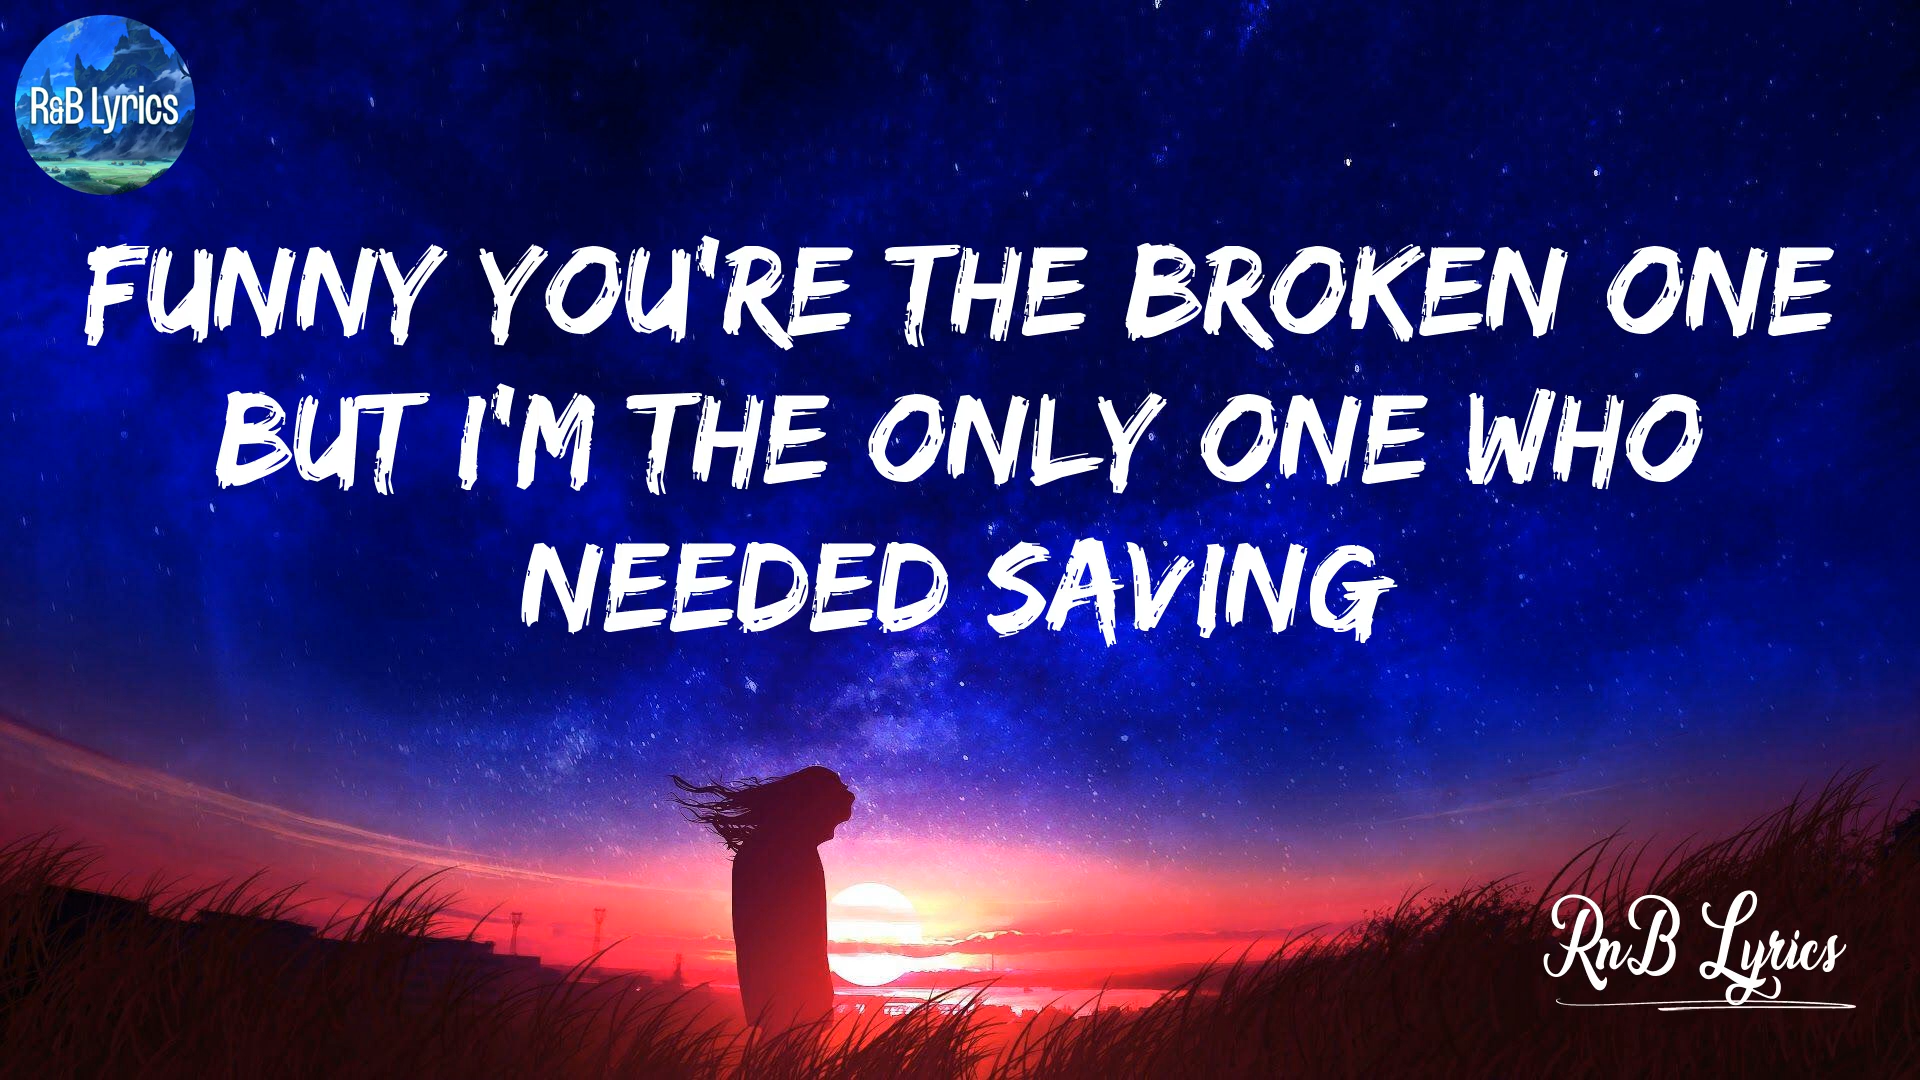 R&B Lyrics
FUNNY YOU'RE THE BROKEN ONE
BUT I'M THE ONLY ONE WHO
NEEDED SAVING
RnB Lyrics